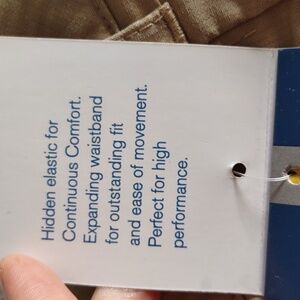 Hidden elastic for
Continuous Comfort.
Expanding waistband
for outstanding fit
and ease of movement.
Perfect for high
performance.